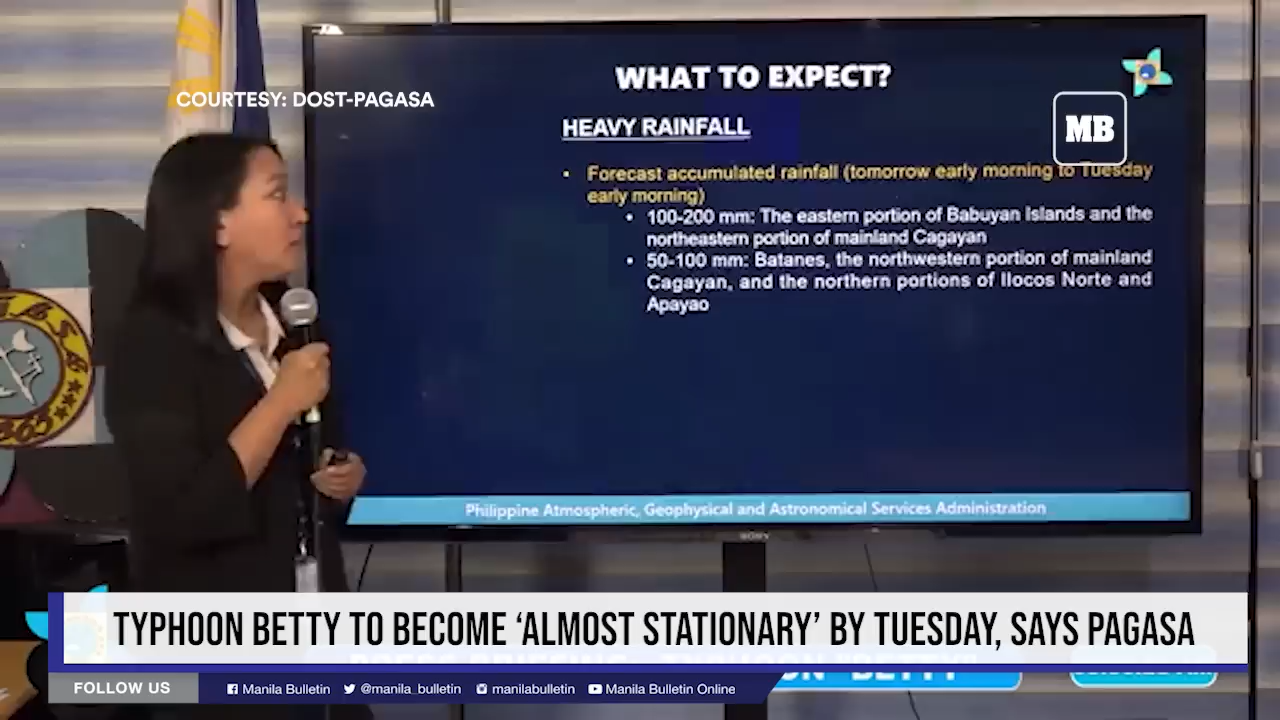 WHAT TO EXPECT?
COURTESY: DOST-PAGASA
MB
HEAVY RAINFALL
• Forecast accumulated rainfall (tomorrow early morning to Tuesday
early morning)
• 100-200 mm: The eastern portion of Babuyan Islands and the
northeastern portion of mainland Cagayan
• 50-100 mm: Batanes, the northwestern portion of mainland
Cagayan, and the northern portions of Ilocos Norte and
Apayao
365
Philippine Atmospheric, Geophysical and Astronomical Services Administration
SONY
TYPHOON BETTY TO BECOME ‘ALMOST STATIONARY’ BY TUESDAY, SAYS PAGASA
FOLLOW US
Manila Bulletin
@manila_bulletin
manilabulletin
Manila Bulletin Online